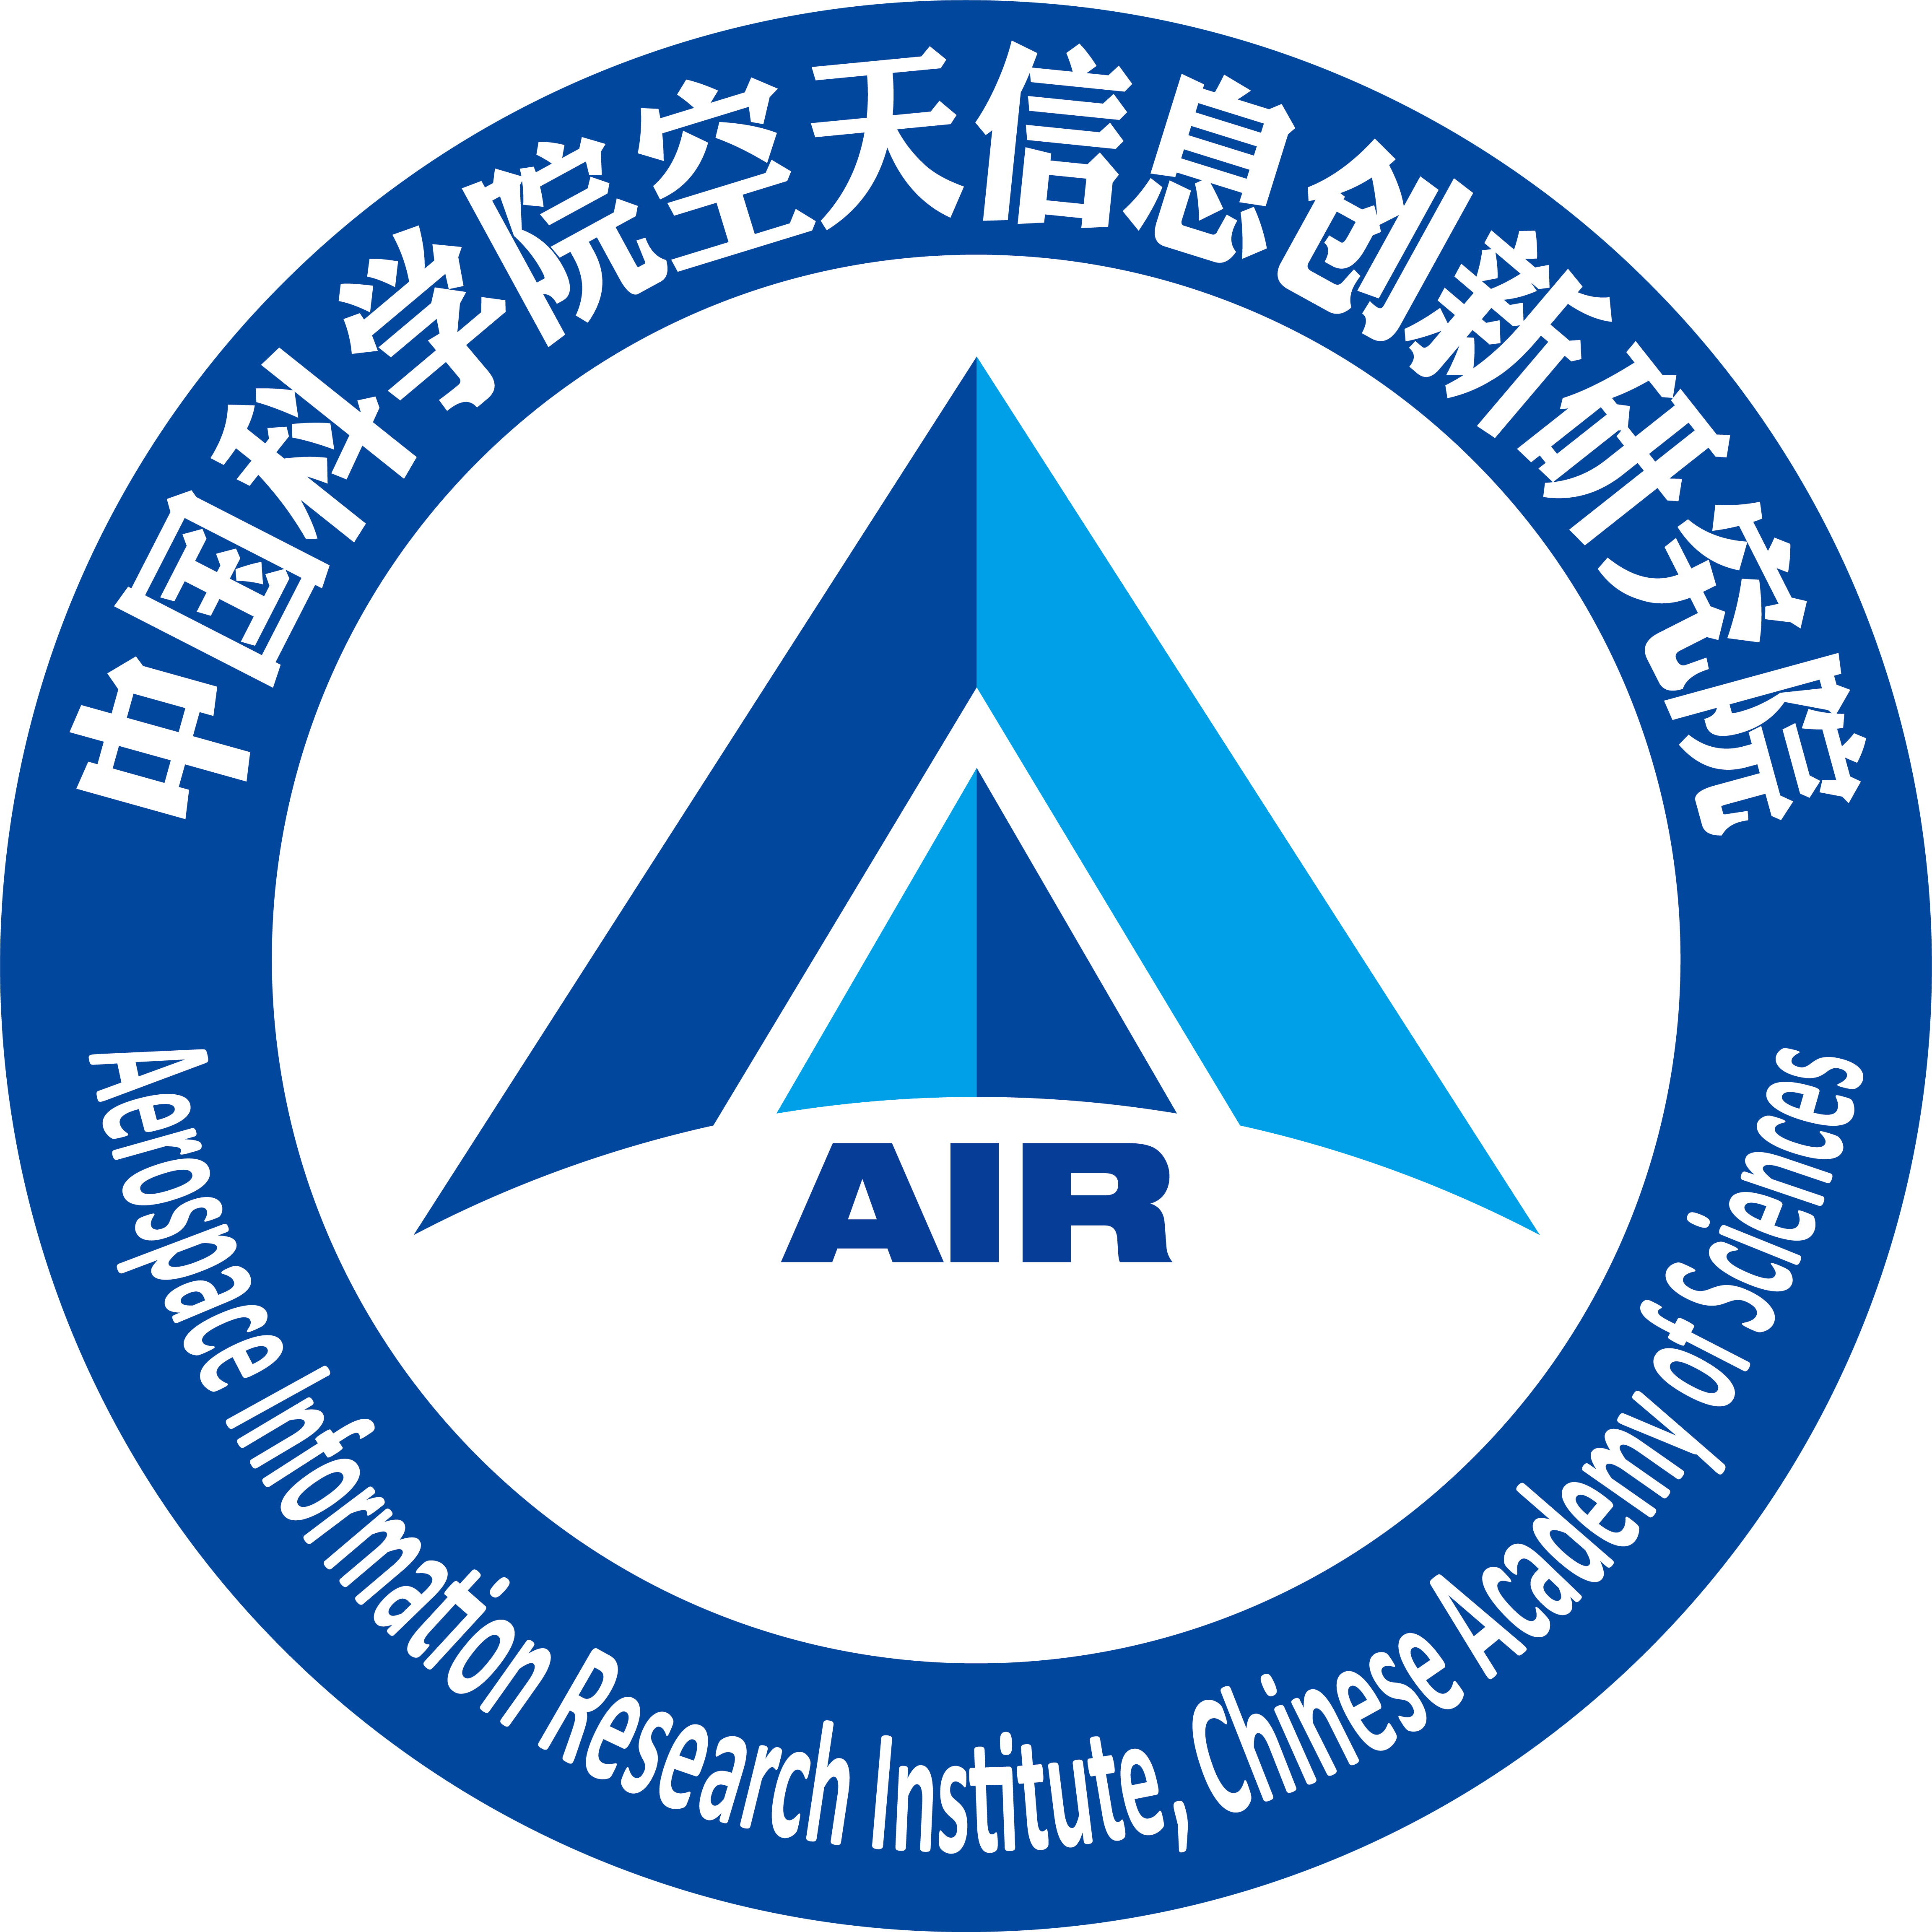 中国科学院空天信息创新研究院
AIR
Aerospace Information Research Institute, Chinese Academy of Sciences